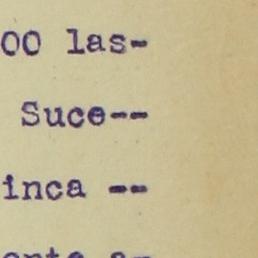 00 las-
Suce--
inca --